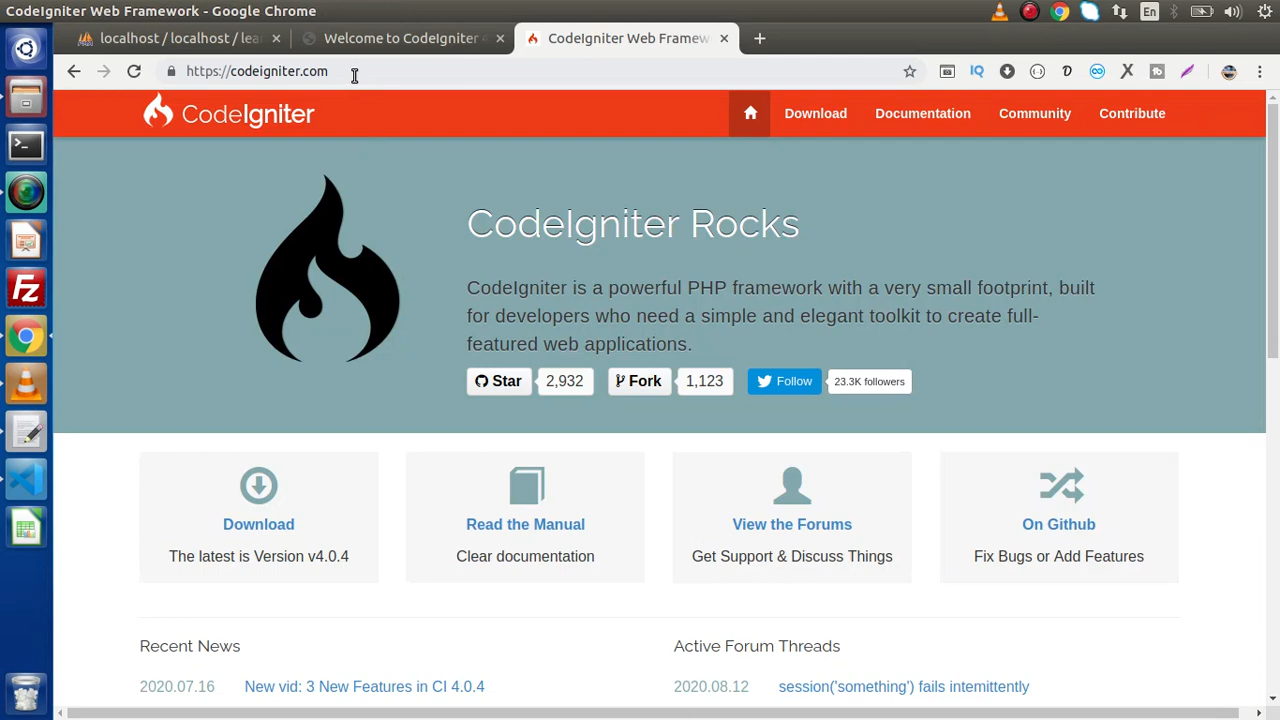 CodeIgniter Web Framework - Google Chrome
En
localhost / localhost / lea
Welcome to CodeIgniter
CodeIgniter Web Framew
https://codeigniter.com
CodeIgniter
Download
Documentation
Community
Contribute
CodeIgniter Rocks
CodeIgniter is a powerful PHP framework with a very small footprint, built
for developers who need a simple and elegant toolkit to create full-
featured web applications.
Star 2,932 Fork 1,123 Follow 23.3K followers
Download
The latest is Version v4.0.4
Read the Manual
Clear documentation
View the Forums
Get Support & Discuss Things
On Github
Fix Bugs or Add Features
Recent News
2020.07.16 New vid: 3 New Features in CI 4.0.4
Active Forum Threads
2020.08.12 session('something') fails intemittently